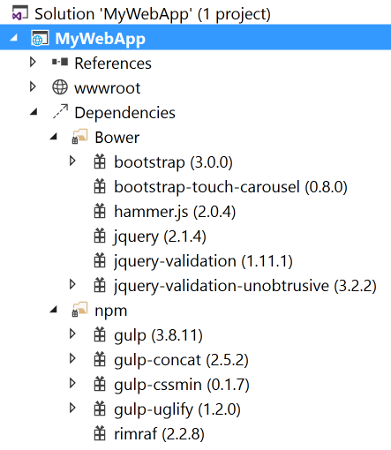 Solution 'MyWebApp' (1 project)
MyWebApp
References
wwwroot
Dependencies
Bower
bootstrap (3.0.0)
bootstrap-touch-carousel (0.8.0)
hammer.js (2.0.4)
jquery (2.1.4)
jquery-validation (1.11.1)
jquery-validation-unobtrusive (3.2.2)
npm
gulp (3.8.11)
gulp-concat (2.5.2)
gulp-cssmin (0.1.7)
gulp-uglify (1.2.0)
rimraf (2.2.8)